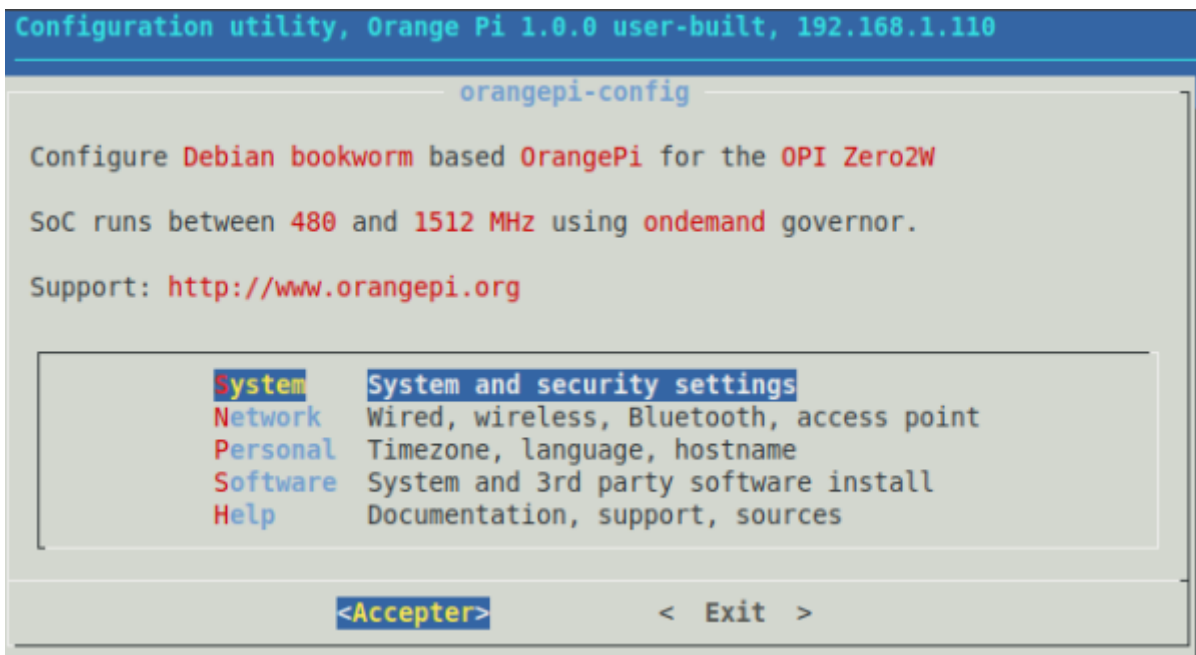 Configuration utility, Orange Pi 1.0.0 user-built, 192.168.1.110
orangepi-config
Configure Debian bookworm based OrangePi for the OPI Zero2W
SoC runs between 480 and 1512 MHz using ondemand governor.
Support: http://www.orangepi.org
System System and security settings
Network Wired, wireless, Bluetooth, access point
Personal Timezone, language, hostname
Software System and 3rd party software install
Help Documentation, support, sources
<Accepter> < Exit >